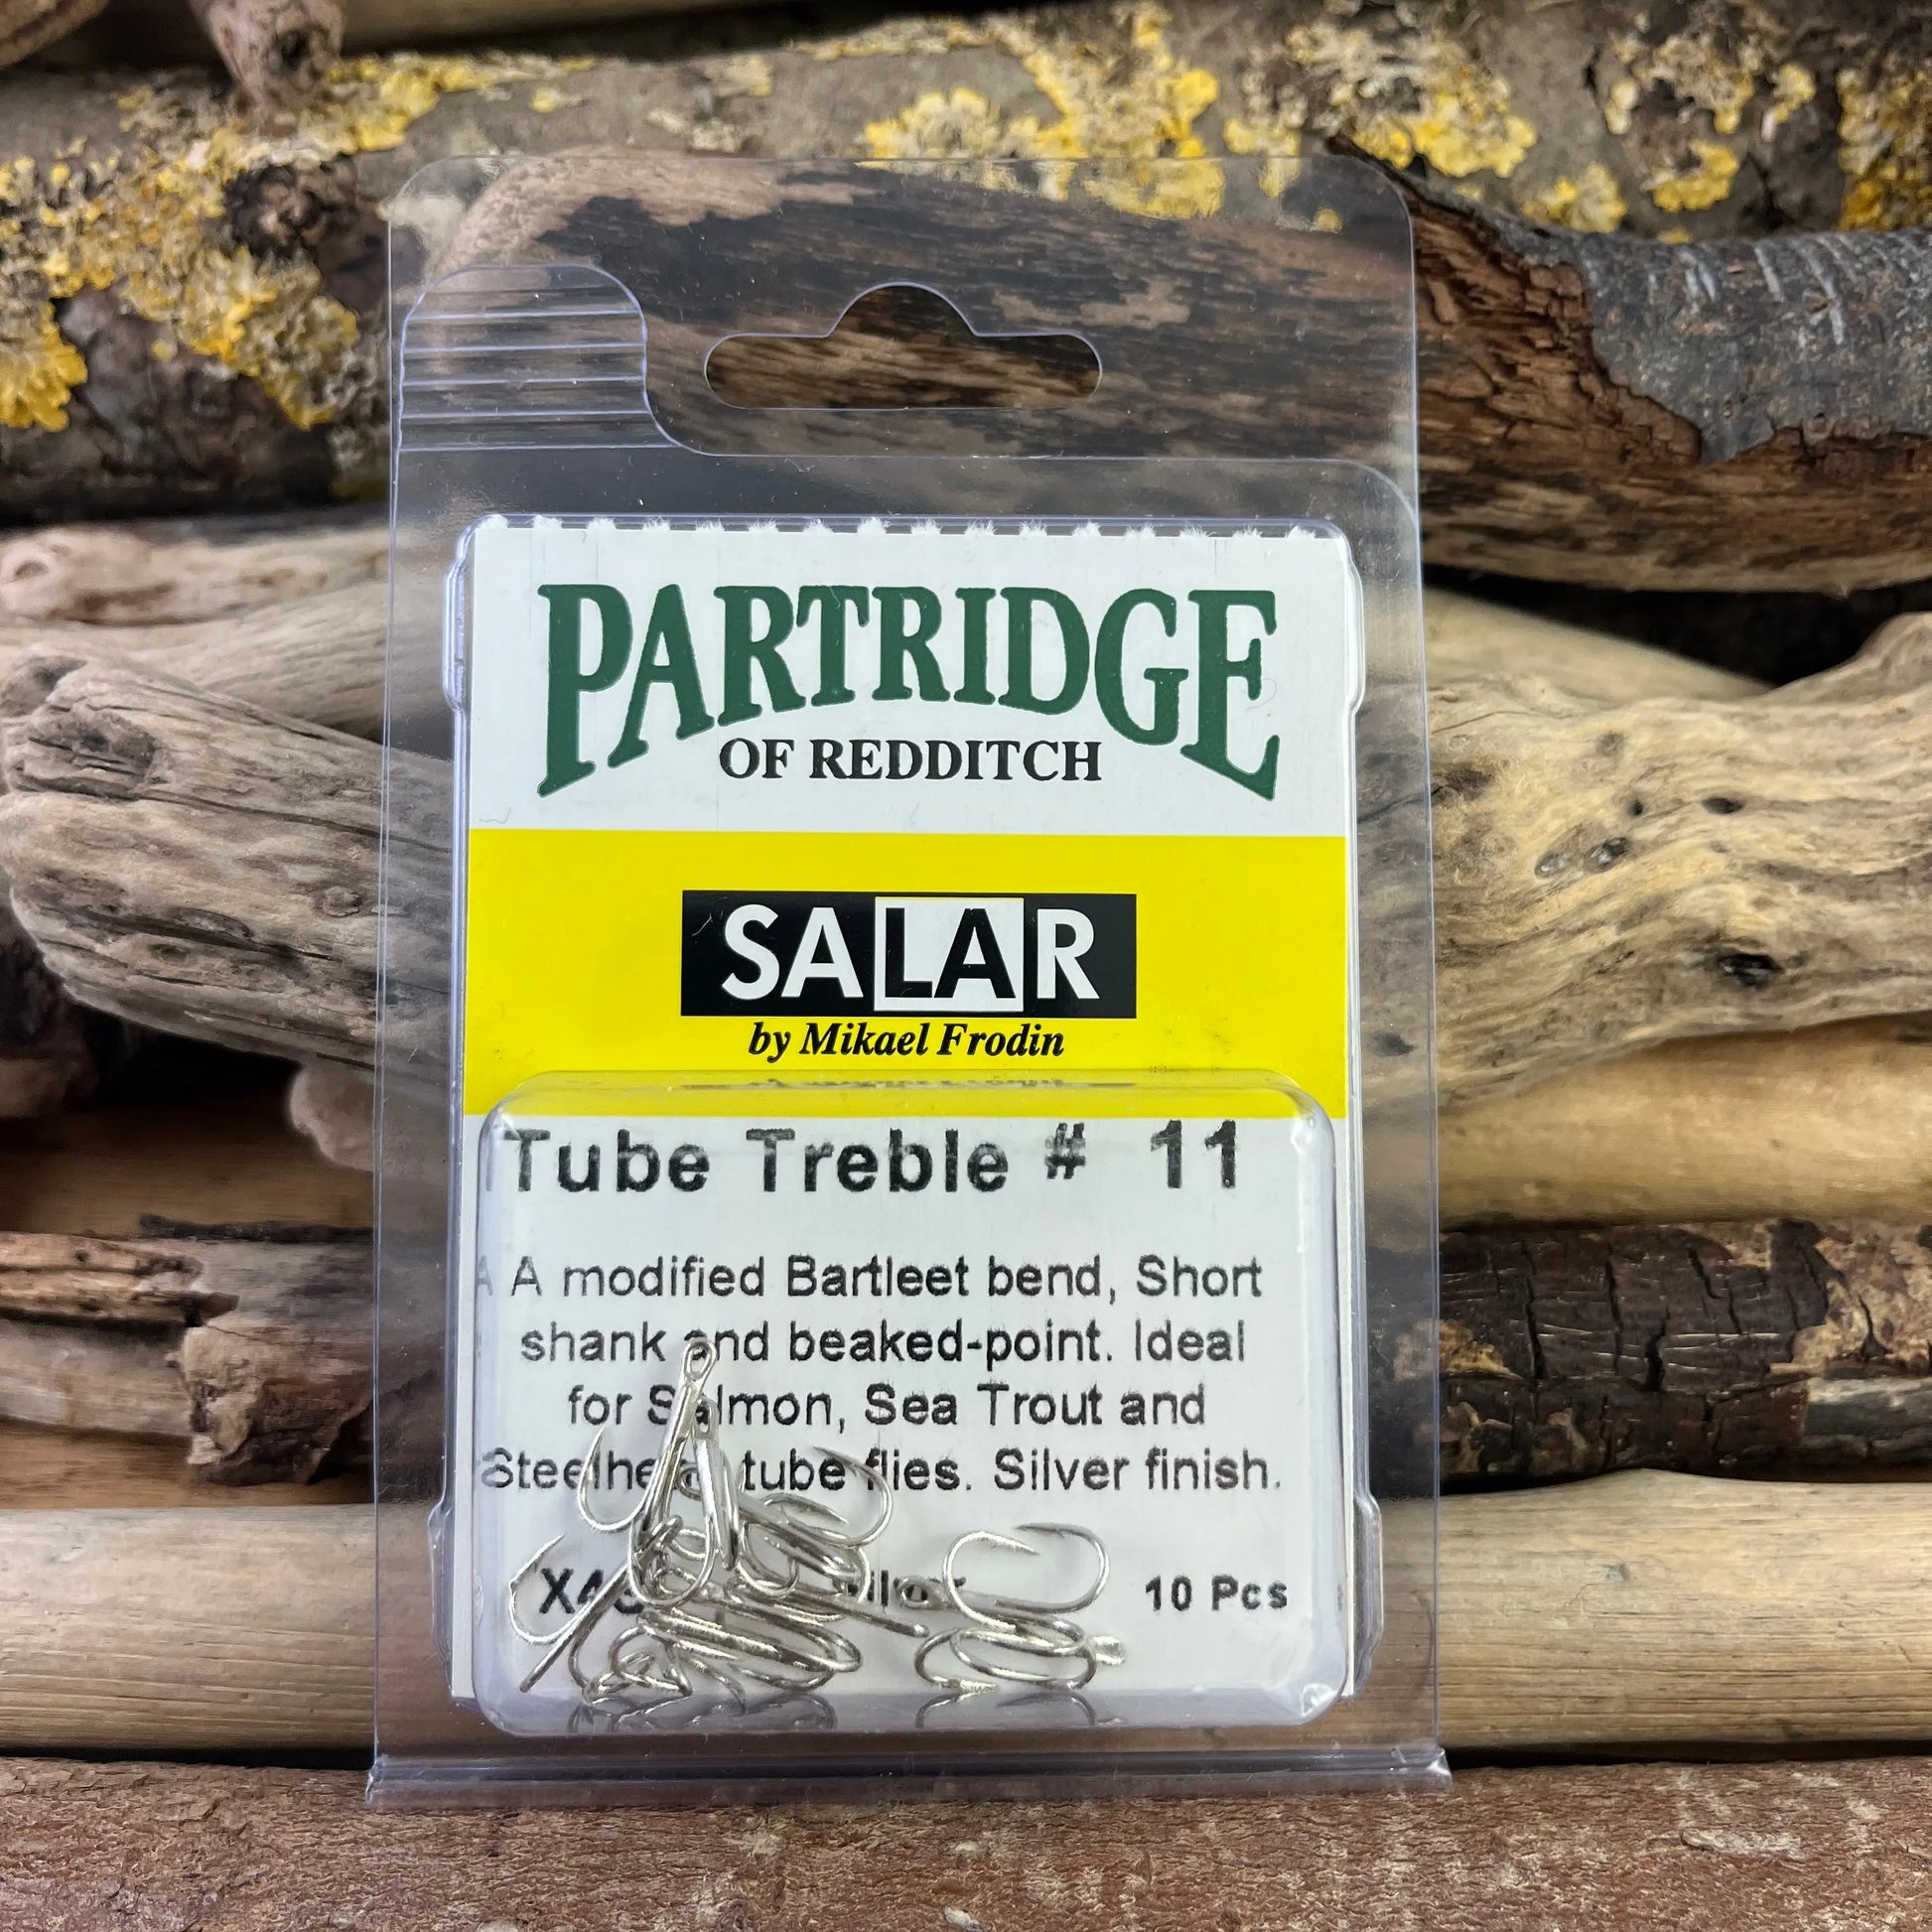 PARTRIDGE
OF REDDITCH
SALAR
by Mikael Frodin
Tube Treble # 11
A modified Bartleet bend, Short
shank and beaked-point. Ideal
for Salmon, Sea Trout and
Steelhead tube flies. Silver finish.
10 Pcs